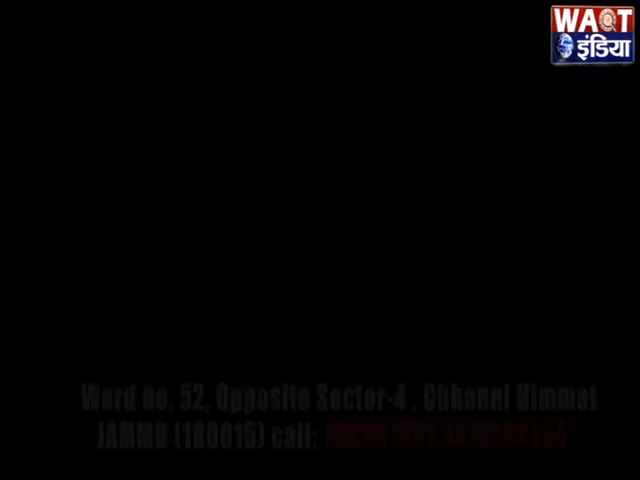 WAQT
इंडिया
Ward no. 52, Opposite Sector-4 , Chhanni Himmat
JAMMU (180015) call: